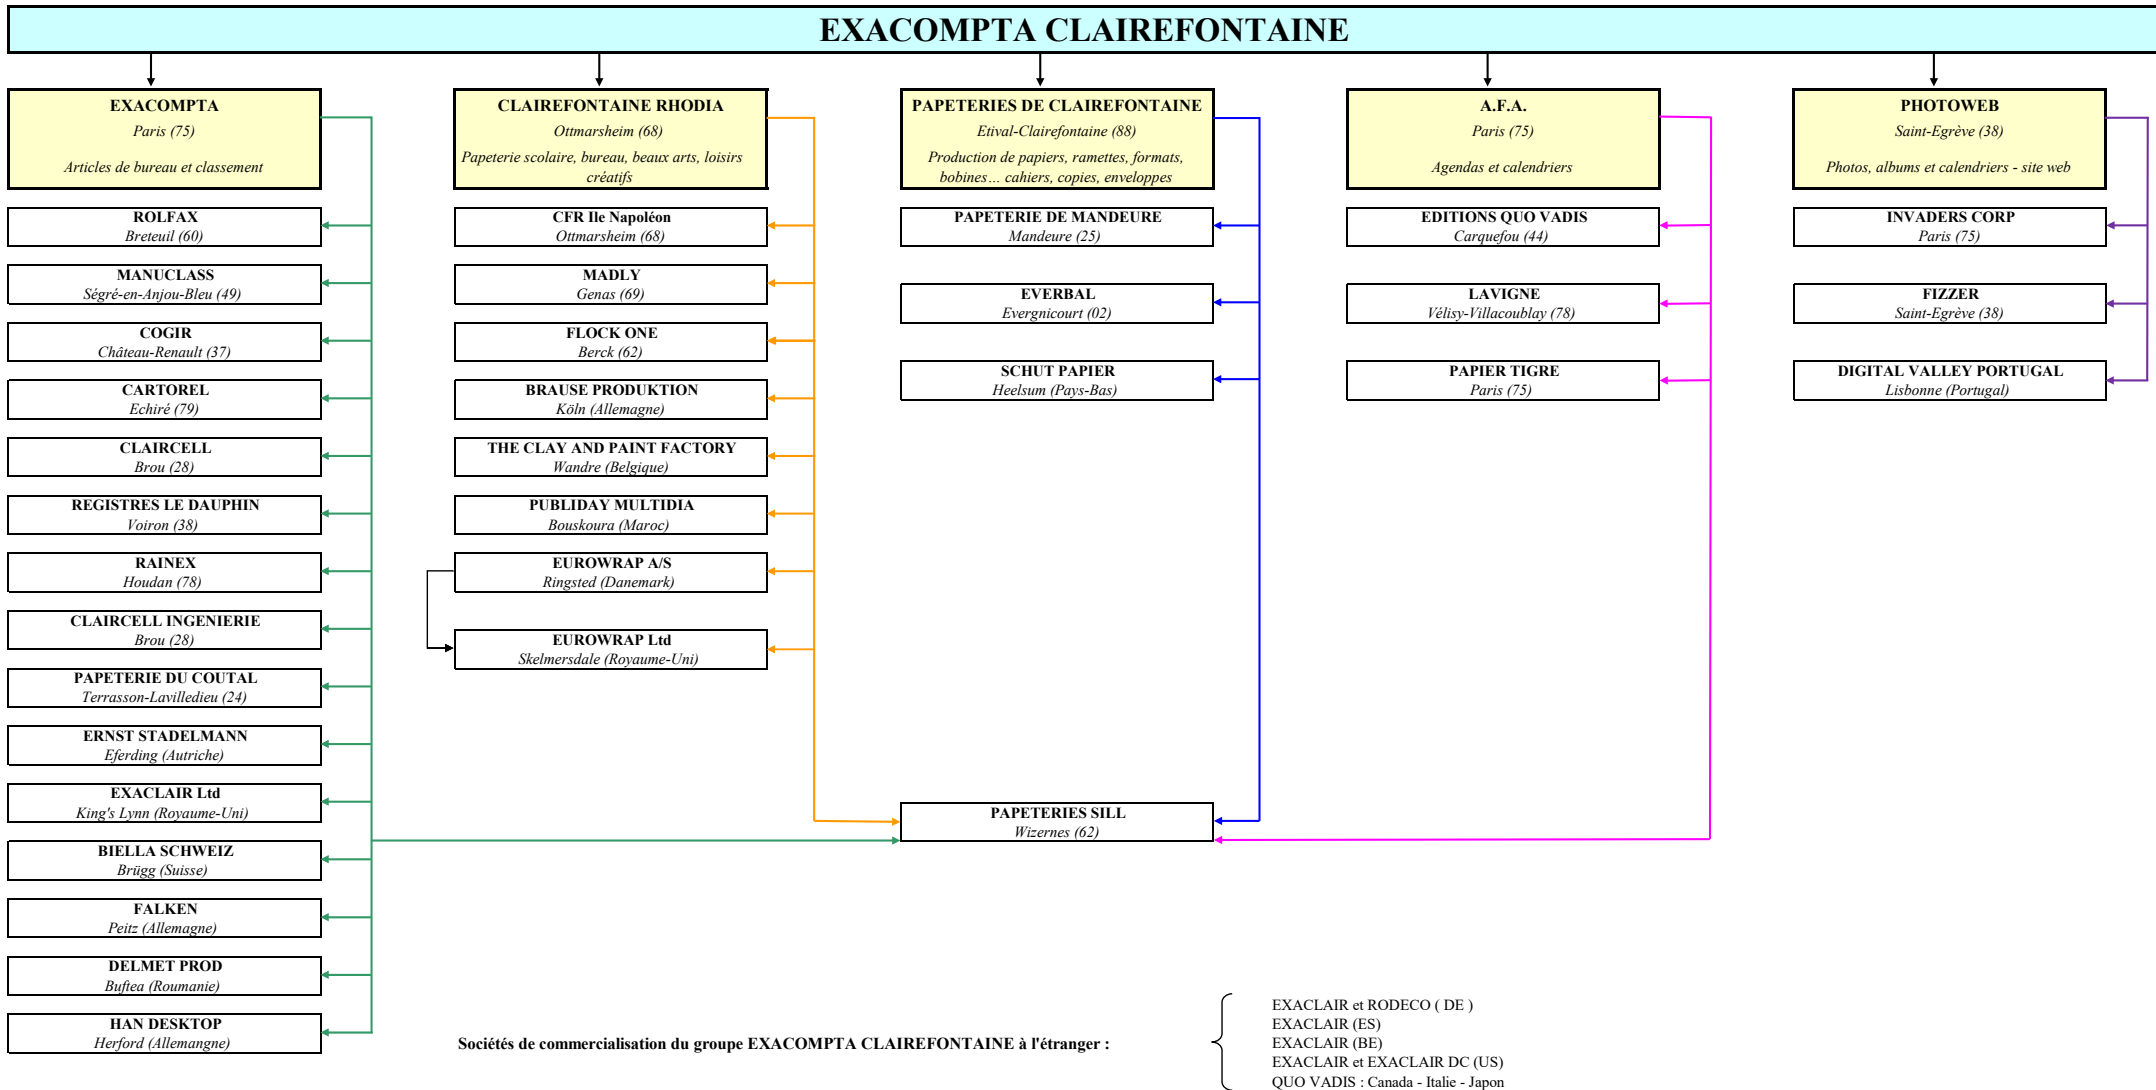 EXACOMPTA CLAIREFONTAINE
EXACOMPTA
Paris (75)
Articles de bureau et classement
ROLFAX
Breteuil (60)
MANUCLASS
Ségré-en-Anjou-Bleu (49)
COGIR
Château-Renault (37)
CARTOREL
Echiré (79)
CLAIRCELL
Brou (28)
REGISTRES LE DAUPHIN
Voiron (38)
RAINEX
Houdan (78)
CLAIRCELL INGENIERIE
Brou (28)
PAPETERIE DU COUTAL
Terrasson-Lavilledieu (24)
ERNST STADELMANN
Eferding (Autriche)
EXACLAIR Ltd
King's Lynn (Royaume-Uni)
BIELLA SCHWEIZ
Brügg (Suisse)
FALKEN
Peitz (Allemagne)
DELMET PROD
Buftea (Roumanie)
HAN DESKTOP
Herford (Allemangne)
CLAIREFONTAINE RHODIA
Ottmarsheim (68)
Papeterie scolaire, bureau, beaux arts, loisirs
créatifs
CFR Ile Napoléon
Ottmarsheim (68)
MADLY
Genas (69)
FLOCK ONE
Berck (62)
BRAUSE PRODUKTION
Köln (Allemagne)
THE CLAY AND PAINT FACTORY
Wandre (Belgique)
PUBLIDAY MULTIDIA
Bouskoura (Maroc)
EUROWRAP A/S
Ringsted (Danemark)
EUROWRAP Ltd
Skelmersdale (Royaume-Uni)
PAPETERIES DE CLAIREFONTAINE
Etival-Clairefontaine (88)
Production de papiers, ramettes, formats,
bobines… cahiers, copies, enveloppes
PAPETERIE DE MANDEURE
Mandeure (25)
EVERBAL
Evergnicourt (02)
SCHUT PAPIER
Heelsum (Pays-Bas)
PAPETERIES SILL
Wizernes (62)
A.F.A.
Paris (75)
Agendas et calendriers
EDITIONS QUO VADIS
Carquefou (44)
LAVIGNE
Vélisy-Villacoublay (78)
PAPIER TIGRE
Paris (75)
PHOTOWEB
Saint-Egrève (38)
Photos, albums et calendriers - site web
INVADERS CORP
Paris (75)
FIZZER
Saint-Egrève (38)
DIGITAL VALLEY PORTUGAL
Lisbonne (Portugal)
Sociétés de commercialisation du groupe EXACOMPTA CLAIREFONTAINE à l'étranger :
EXACLAIR et RODECO ( DE )
EXACLAIR (ES)
EXACLAIR (BE)
EXACLAIR et EXACLAIR DC (US)
QUO VADIS : Canada - Italie - Japon